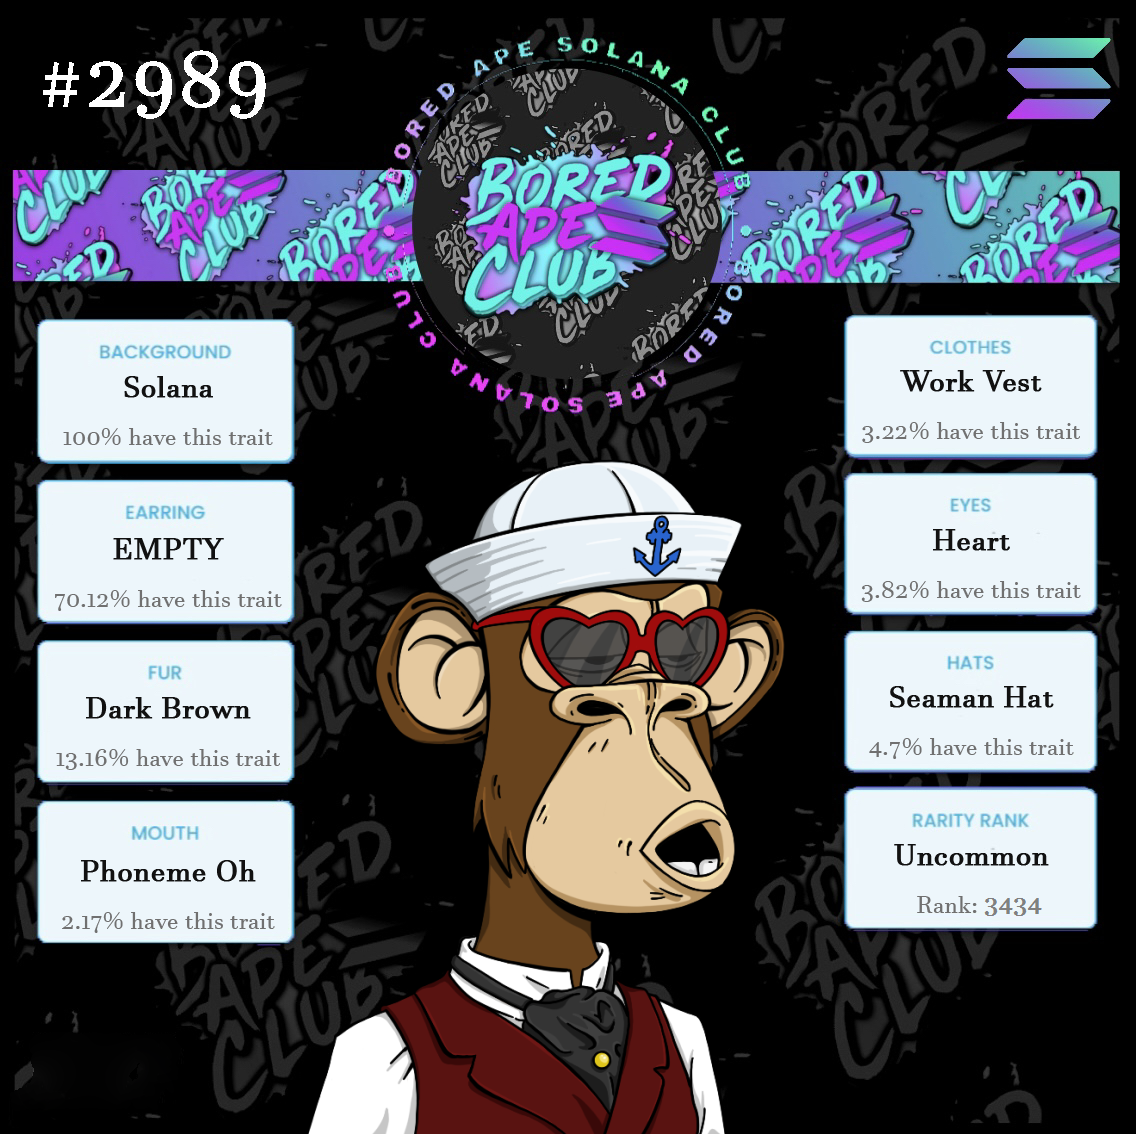 #2989
BORED APE SOLANA CLUB
BORED APE SOLANA CLUB
BORED
APE
CLUB
BACKGROUND
Solana
100% have this trait
EARRING
EMPTY
70.12% have this trait
FUR
Dark Brown
13.16% have this trait
MOUTH
Phoneme Oh
2.17% have this trait
CLOTHES
Work Vest
3.22% have this trait
EYES
Heart
3.82% have this trait
HATS
Seaman Hat
4.7% have this trait
RARITY RANK
Uncommon
Rank: 3434